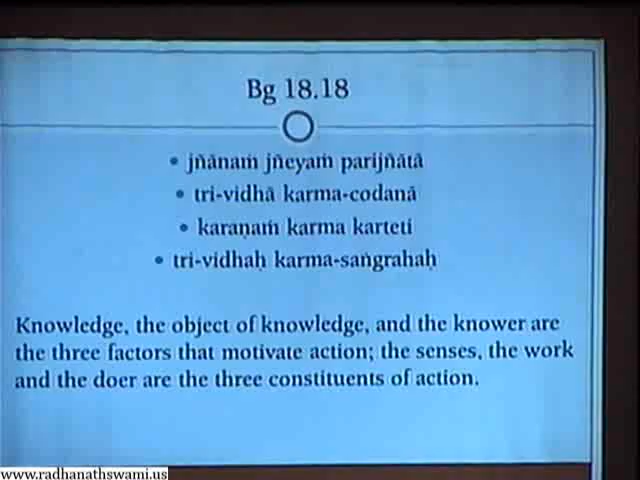 Bg 18.18
• jñānaṁ jñeyaṁ parijñātā
• tri-vidhā karma-codanā
• karaṇaṁ karma karteti
• tri-vidhaḥ karma-saṅgrahaḥ
Knowledge, the object of knowledge, and the knower are
the three factors that motivate action; the senses, the work
and the doer are the three constituents of action.
www.radhanathswami.us